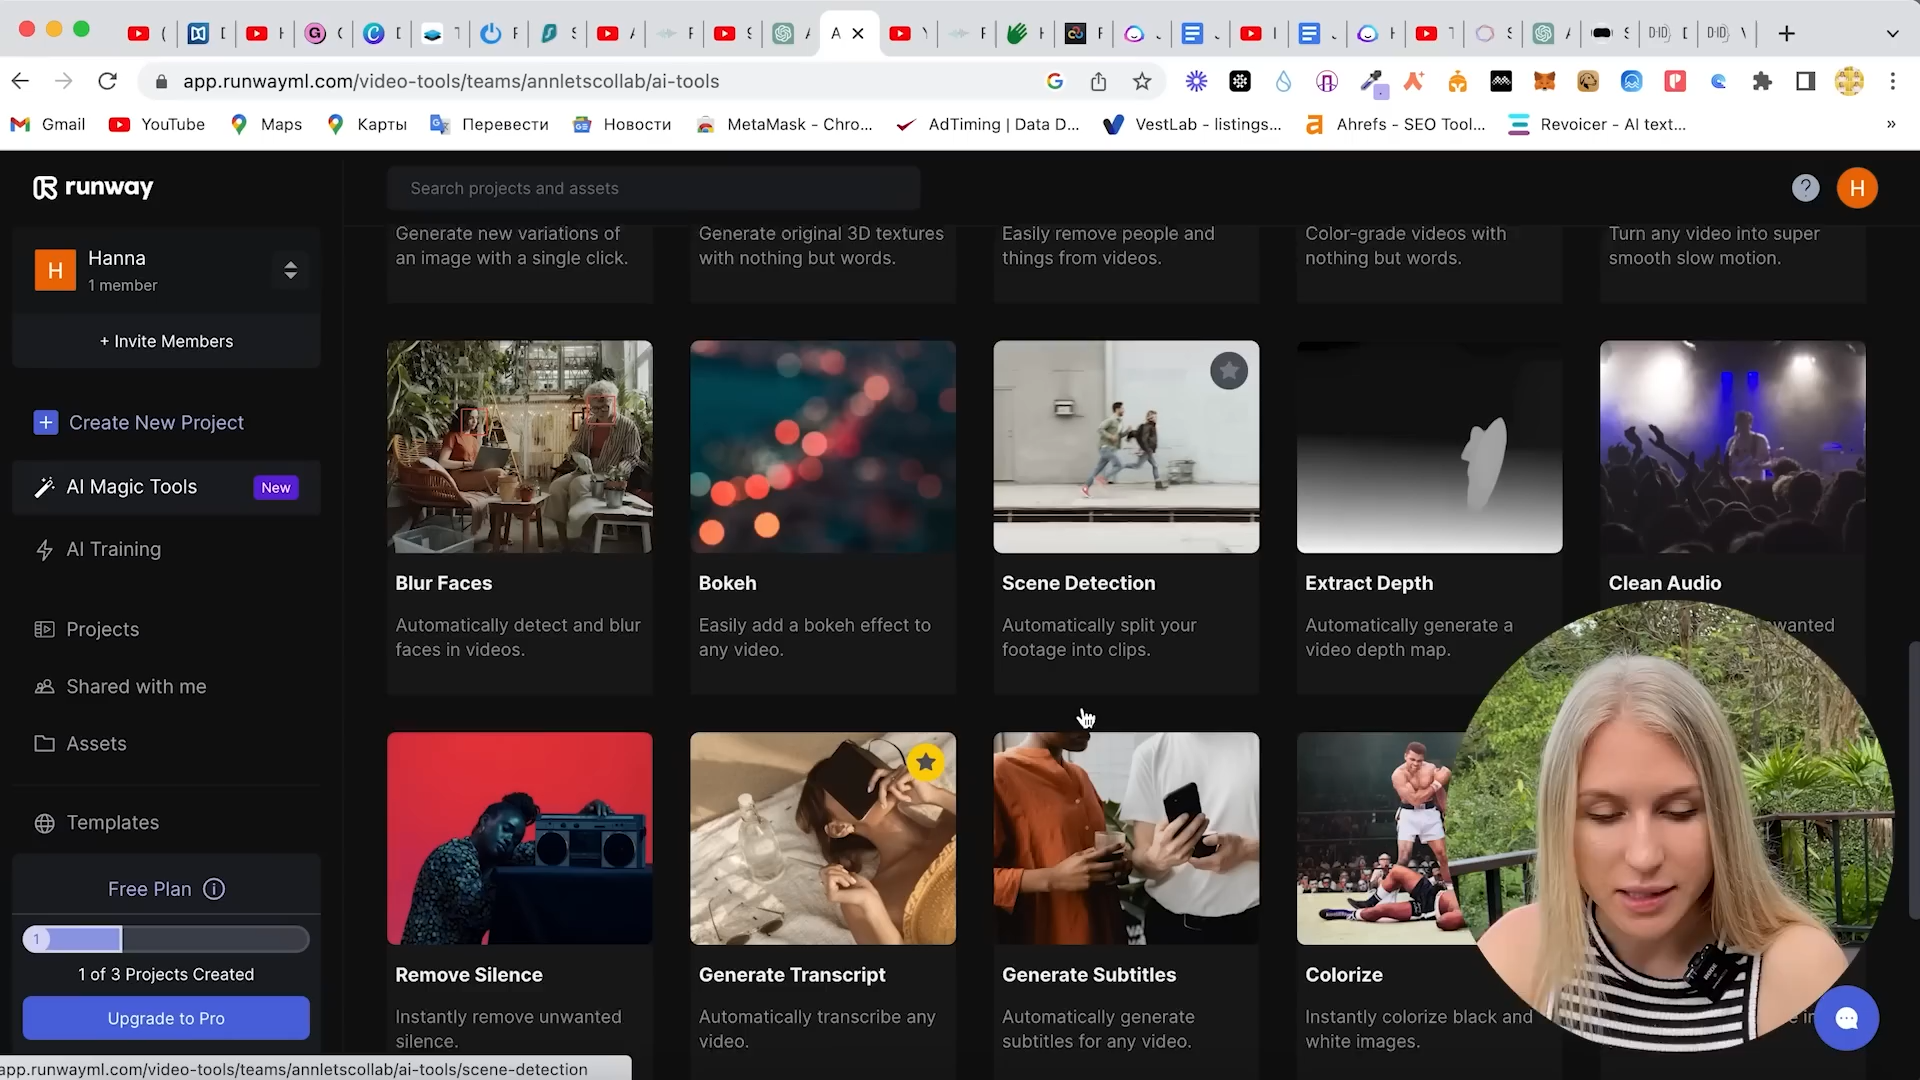 app.runwayml.com/video-tools/teams/annletscollab/ai-tools
Gmail
YouTube
Maps
Карты
Перевести
Новости
MetaMask - Chro...
AdTiming | Data D...
VestLab - listings...
Ahrefs - SEO Tool...
Revoicer - AI text...
»
runway
Search projects and assets
?
H
H
Hanna
1 member
+ Invite Members
Create New Project
AI Magic Tools
New
AI Training
Projects
Shared with me
Assets
Templates
Free Plan
1
1 of 3 Projects Created
Upgrade to Pro
Generate new variations of
an image with a single click.
Generate original 3D textures
with nothing but words.
Easily remove people and
things from videos.
Color-grade videos with
nothing but words.
Turn any video into super
smooth slow motion.
Blur Faces
Automatically detect and blur
faces in videos.
Bokeh
Easily add a bokeh effect to
any video.
Scene Detection
Automatically split your
footage into clips.
Extract Depth
Automatically generate a
video depth map.
Clean Audio
Remove Silence
Instantly remove unwanted
silence.
Generate Transcript
Automatically transcribe any
video.
Generate Subtitles
Automatically generate
subtitles for any video.
Colorize
Instantly colorize black and
white images.
app.runwayml.com/video-tools/teams/annletscollab/ai-tools/scene-detection